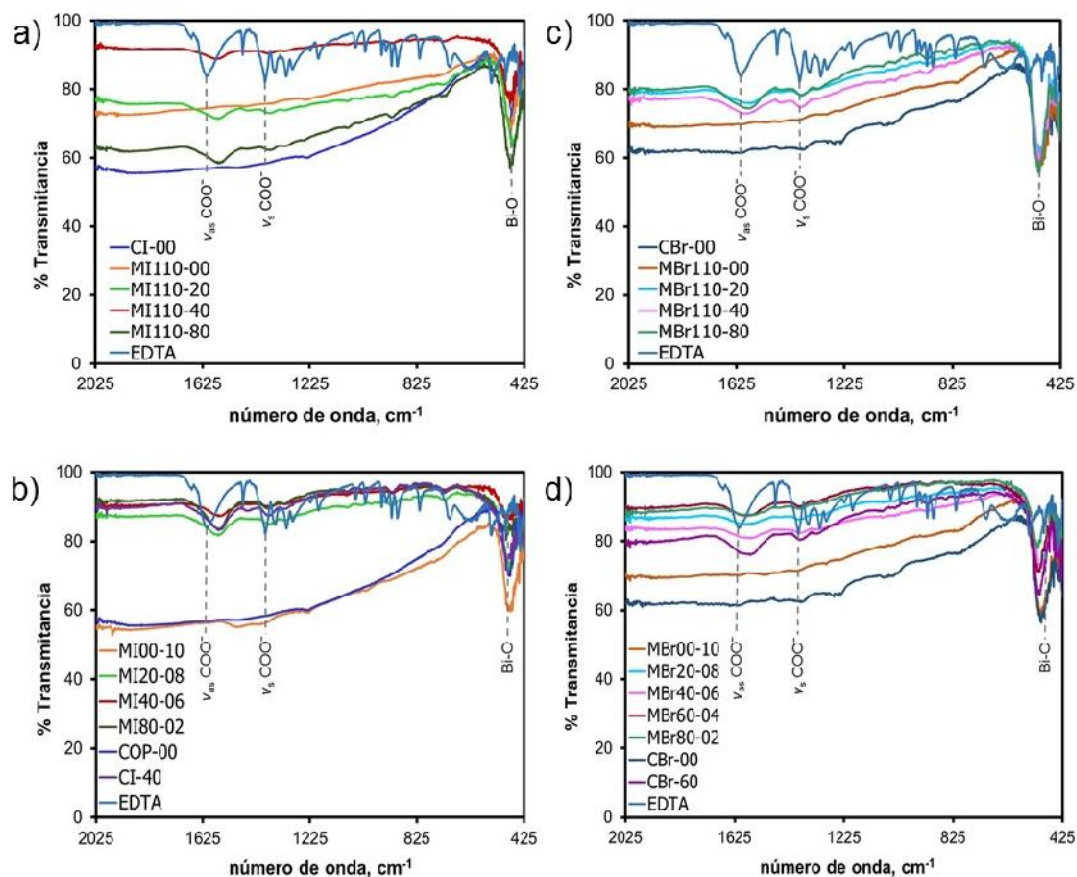 a)
100
80
60
40
20
0
% Transmitancia
νas COO-
νs COO-
Bi-O
CI-00
MI110-00
MI110-20
MI110-40
MI110-80
EDTA
2025 1625 1225 825 425
número de onda, cm-1
c)
100
80
60
40
20
0
% Transmitancia
νas COO-
νs COO-
Bi-O
CBr-00
MBr110-00
MBr110-20
MBr110-40
MBr110-80
EDTA
2025 1625 1225 825 425
número de onda, cm-1
b)
100
80
60
40
20
0
% Transmitancia
νas COO-
νs COO-
Bi-O
MI00-10
MI20-08
MI40-06
MI80-02
COP-00
CI-40
EDTA
2025 1625 1225 825 425
número de onda, cm-1
d)
100
80
60
40
20
0
% Transmitancia
νas COO-
νs COO-
Bi-O
MBr00-10
MBr20-08
MBr40-06
MBr60-04
MBr80-02
CBr-00
CBr-60
EDTA
2025 1625 1225 825 425
número de onda, cm-1